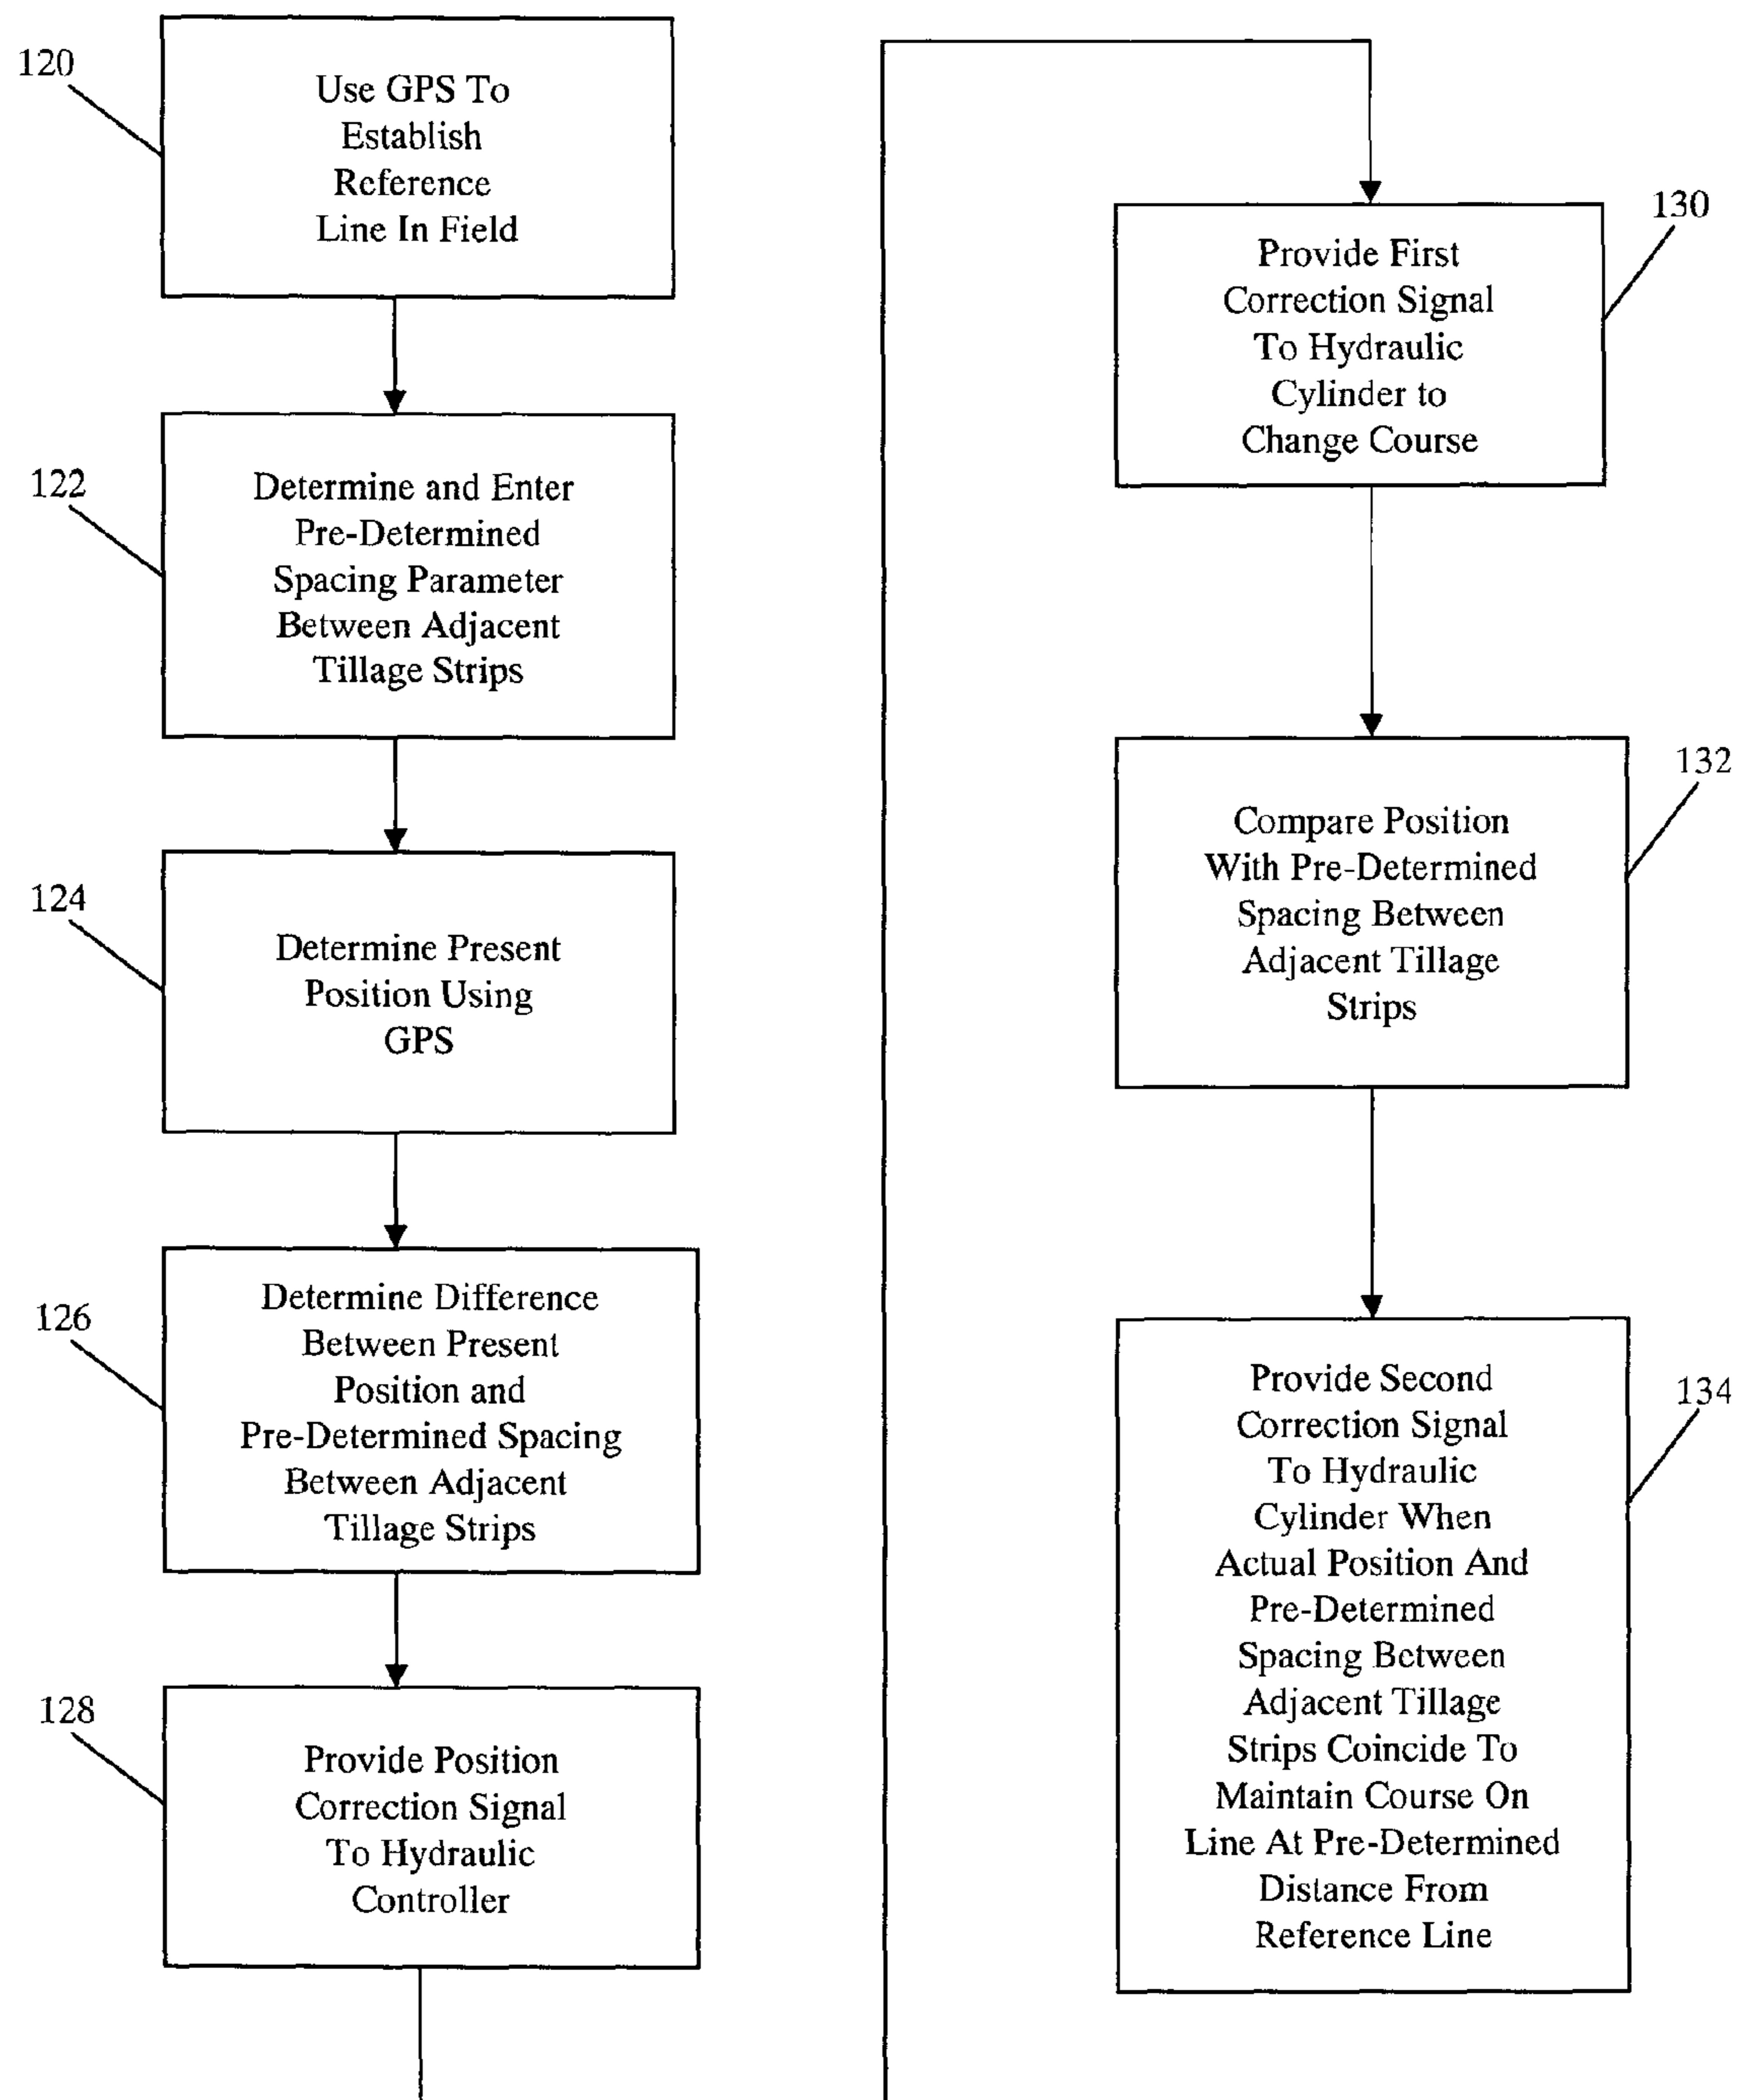 120
Use GPS To
Establish
Reference
Line In Field
122
Determine and Enter
Pre-Determined
Spacing Parameter
Between Adjacent
Tillage Strips
124
Determine Present
Position Using
GPS
126
Determine Difference
Between Present
Position and
Pre-Determined Spacing
Between Adjacent
Tillage Strips
128
Provide Position
Correction Signal
To Hydraulic
Controller
130
Provide First
Correction Signal
To Hydraulic
Cylinder to
Change Course
132
Compare Position
With Pre-Determined
Spacing Between
Adjacent Tillage
Strips
134
Provide Second
Correction Signal
To Hydraulic
Cylinder When
Actual Position And
Pre-Determined
Spacing Between
Adjacent Tillage
Strips Coincide To
Maintain Course On
Line At Pre-Determined
Distance From
Reference Line